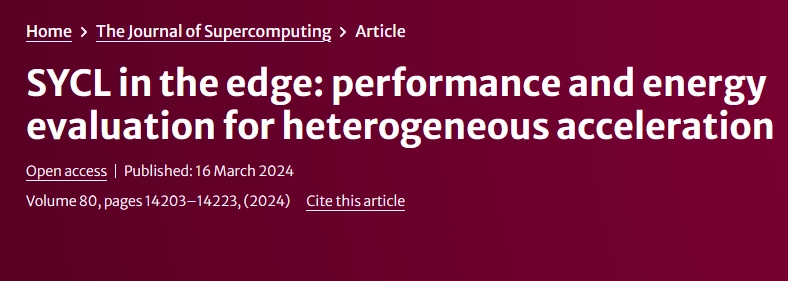 Home > The Journal of Supercomputing > Article
SYCL in the edge: performance and energy
evaluation for heterogeneous acceleration
Open access | Published: 16 March 2024
Volume 80, pages 14203–14223, (2024) Cite this article